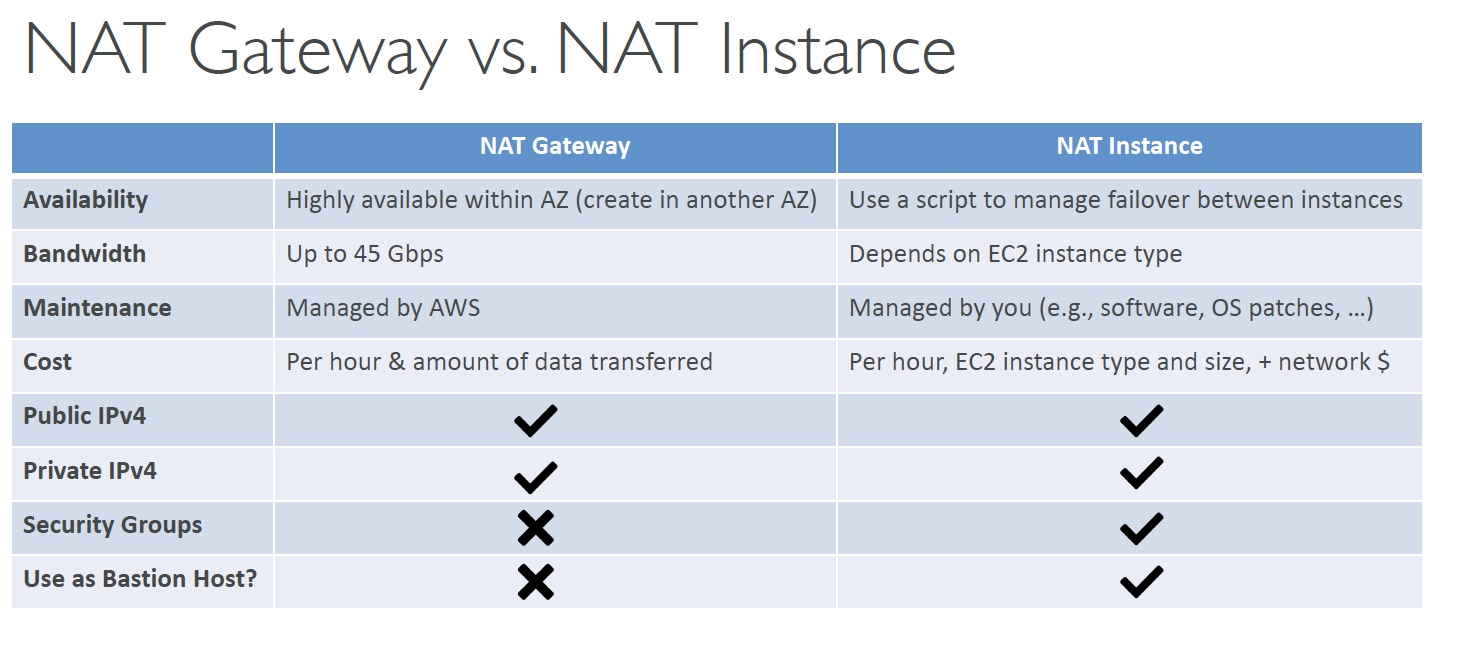 NAT Gateway vs. NAT Instance
NAT Gateway NAT Instance
Availability Highly available within AZ (create in another AZ) Use a script to manage failover between instances
Bandwidth Up to 45 Gbps Depends on EC2 instance type
Maintenance Managed by AWS Managed by you (e.g., software, OS patches, …)
Cost Per hour & amount of data transferred Per hour, EC2 instance type and size, + network $
Public IPv4 ✔ ✔
Private IPv4 ✔ ✔
Security Groups ✖ ✔
Use as Bastion Host? ✖ ✔